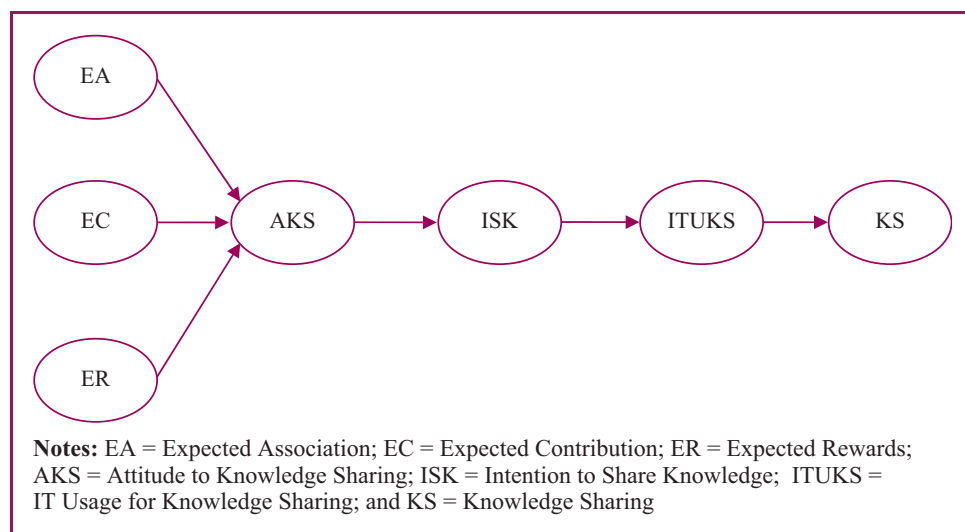 EA
EC
AKS
ISK
ITUKS
KS
ER
Notes: EA = Expected Association; EC = Expected Contribution; ER = Expected Rewards;
AKS = Attitude to Knowledge Sharing; ISK = Intention to Share Knowledge; ITUKS =
IT Usage for Knowledge Sharing; and KS = Knowledge Sharing